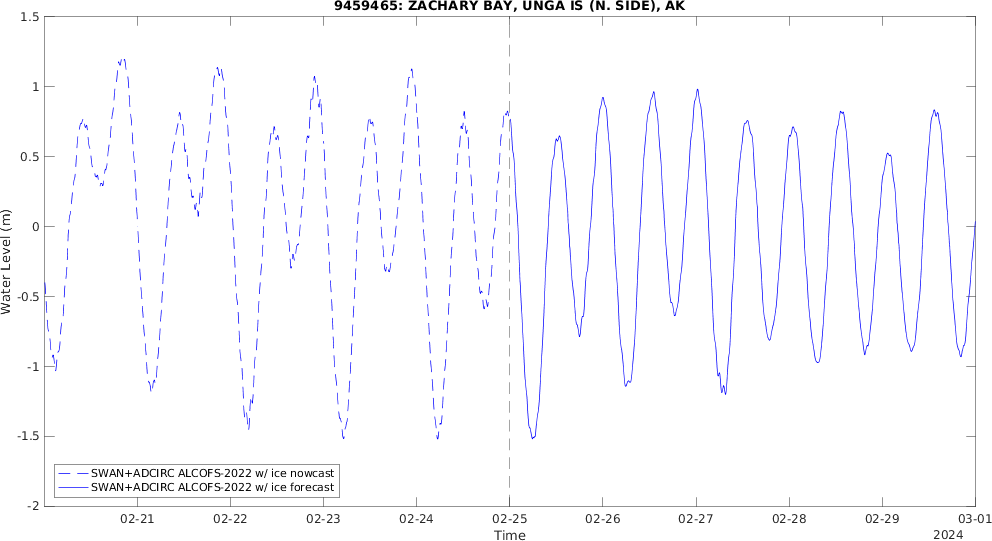 9459465: ZACHARY BAY, UNGA IS (N. SIDE), AK
1.5
1
0.5
0
-0.5
-1
-1.5
-2
Water Level (m)
SWAN+ADCIRC ALCOFS-2022 w/ ice nowcast
SWAN+ADCIRC ALCOFS-2022 w/ ice forecast
02-21 02-22 02-23 02-24 02-25 02-26 02-27 02-28 02-29 03-01
Time
2024